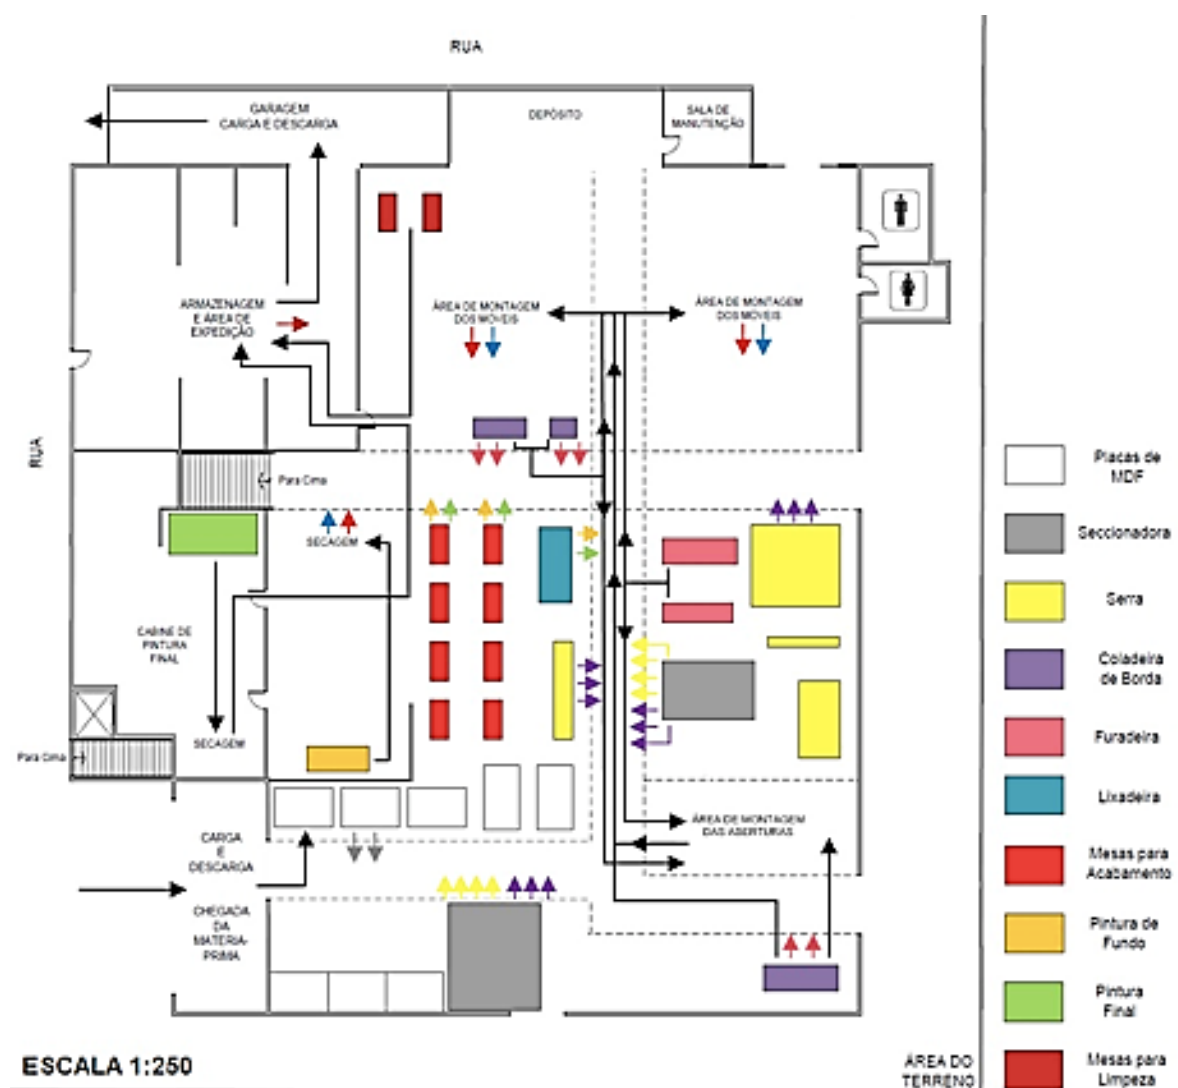 RUA
GARAGEM
CARGA E DESCARGA
DEPÓSITO
SALA DE
MANUTENÇÃO
ARMAZENAGEM
E ÁREA DE
EXPEDIÇÃO
ÁREA DE MONTAGEM
DOS MÓVEIS
ÁREA DE MONTAGEM
DOS MÓVEIS
RUA
Para Cima
SECAGEM
CABINE DE
PINTURA
FINAL
SECAGEM
Para Cima
ÁREA DE MONTAGEM
DAS ABERTURAS
CARGA
E
DESCARGA
CHEGADA
DA
MATERIA-
PRIMA
ESCALA 1:250
ÁREA DO
TERRENO
Placas de
MDF
Seccionadora
Serra
Coladeira
de Borda
Furadeira
Lixadeira
Mesas para
Acabamento
Pintura de
Fundo
Pintura
Final
Mesas para
Limpeza